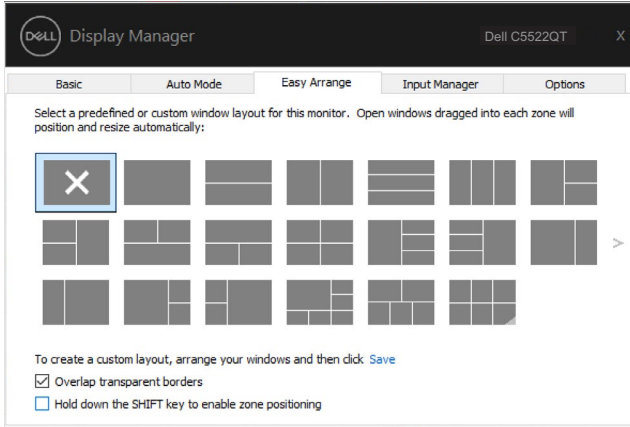 DELL Display Manager Dell C5522QT X
Basic Auto Mode Easy Arrange Input Manager Options
Select a predefined or custom window layout for this monitor. Open windows dragged into each zone will
position and resize automatically:
>
To create a custom layout, arrange your windows and then click Save
Overlap transparent borders
Hold down the SHIFT key to enable zone positioning